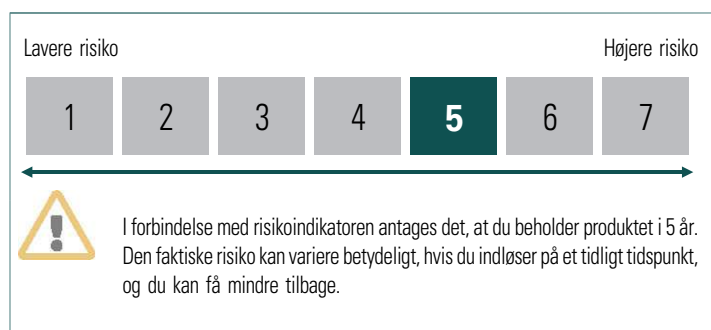 Lavere risiko Højere risiko
1 2 3 4 5 6 7
I forbindelse med risikoindikatoren antages det, at du beholder produktet i 5 år.
Den faktiske risiko kan variere betydeligt, hvis du indløser på et tidligt tidspunkt,
og du kan få mindre tilbage.